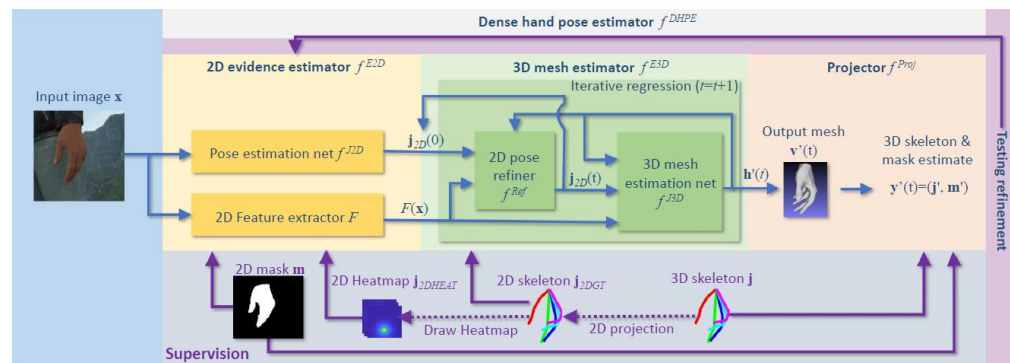 Dense hand pose estimator f^DHPE
2D evidence estimator f^E2D
3D mesh estimator f^E3D
Projector f^Proj
Iterative regression (t=t+1)
Input image x
Pose estimation net f^J2D
j_2D(0)
2D pose
refiner
f^Ref
j_2D(t)
3D mesh
estimation net
f^J3D
h'(t)
Output mesh
v'(t)
3D skeleton &
mask estimate
y'(t)=(j', m')
2D Feature extractor F
F(x)
Testing refinement
2D mask m
2D Heatmap j_2DHEAT
2D skeleton j_2DGT
3D skeleton j
Draw Heatmap
2D projection
Supervision